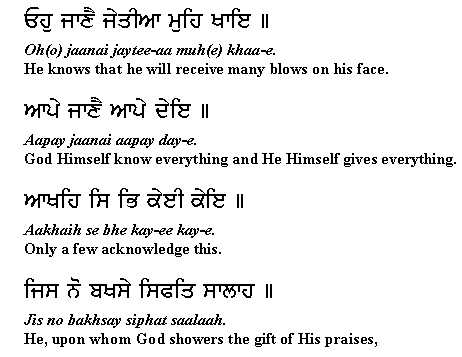 ਓਹੁ ਜਾਣੈ ਜੇਤੀਆ ਮੁਹਿ ਖਾਇ ॥
Oh(o) jaanai jaytee-aa muh(e) khaa-e.
He knows that he will receive many blows on his face.
ਆਪੇ ਜਾਣੈ ਆਪੇ ਦੇਇ ॥
Aapay jaanai aapay day-e.
God Himself know everything and He Himself gives everything.
ਆਖਹਿ ਸਿ ਭਿ ਕੇਈ ਕੇਇ ॥
Aakhaih se bhe kay-ee kay-e.
Only a few acknowledge this.
ਜਿਸ ਨੋ ਬਖਸੇ ਸਿਫਤਿ ਸਾਲਾਹ ॥
Jis no bakhsay siphat saalaah.
He, upon whom God showers the gift of His praises,